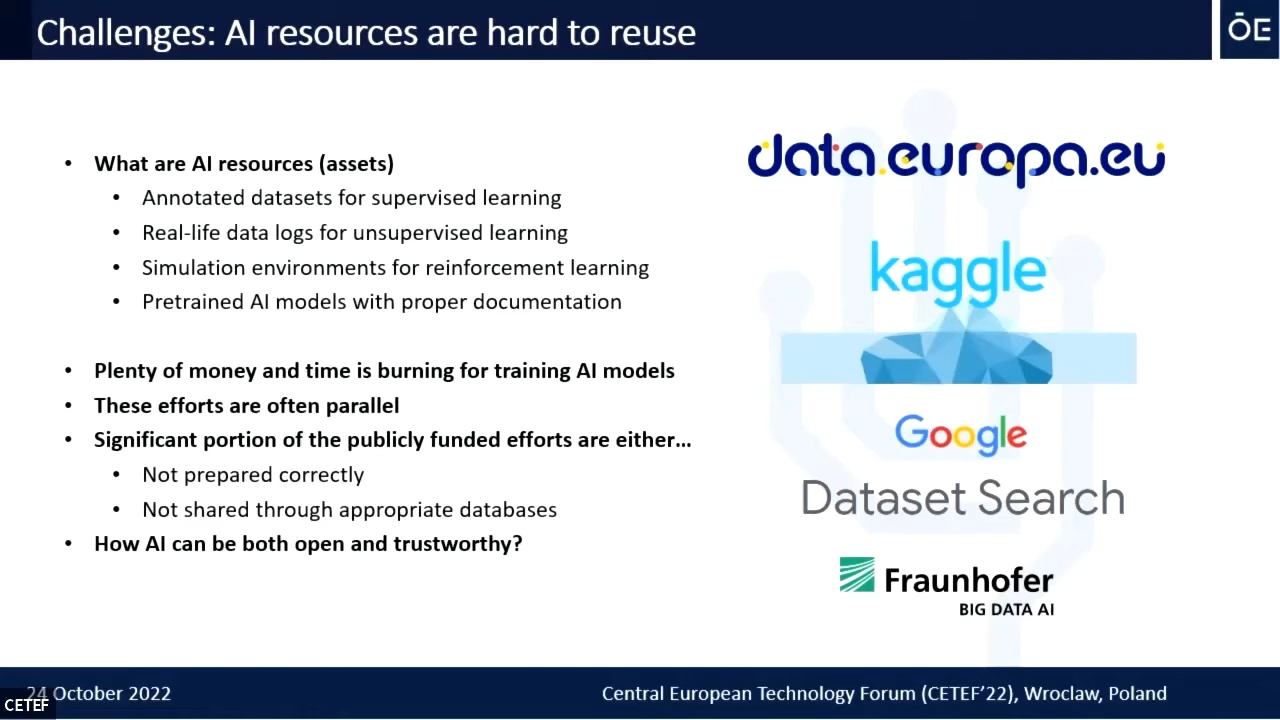 Challenges: AI resources are hard to reuse
ŌE
• What are AI resources (assets)
• Annotated datasets for supervised learning
• Real-life data logs for unsupervised learning
• Simulation environments for reinforcement learning
• Pretrained AI models with proper documentation
• Plenty of money and time is burning for training AI models
• These efforts are often parallel
• Significant portion of the publicly funded efforts are either…
• Not prepared correctly
• Not shared through appropriate databases
• How AI can be both open and trustworthy?
data.europa.eu
kaggle
Google
Dataset Search
Fraunhofer
BIG DATA AI
24 October 2022
CETEF
Central European Technology Forum (CETEF’22), Wroclaw, Poland